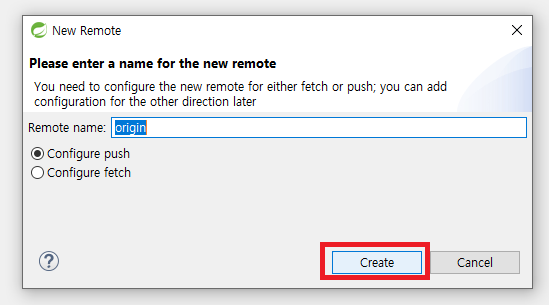 New Remote
Please enter a name for the new remote
You need to configure the new remote for either fetch or push; you can add
configuration for the other direction later
Remote name: origin
Configure push
Configure fetch
? Create Cancel